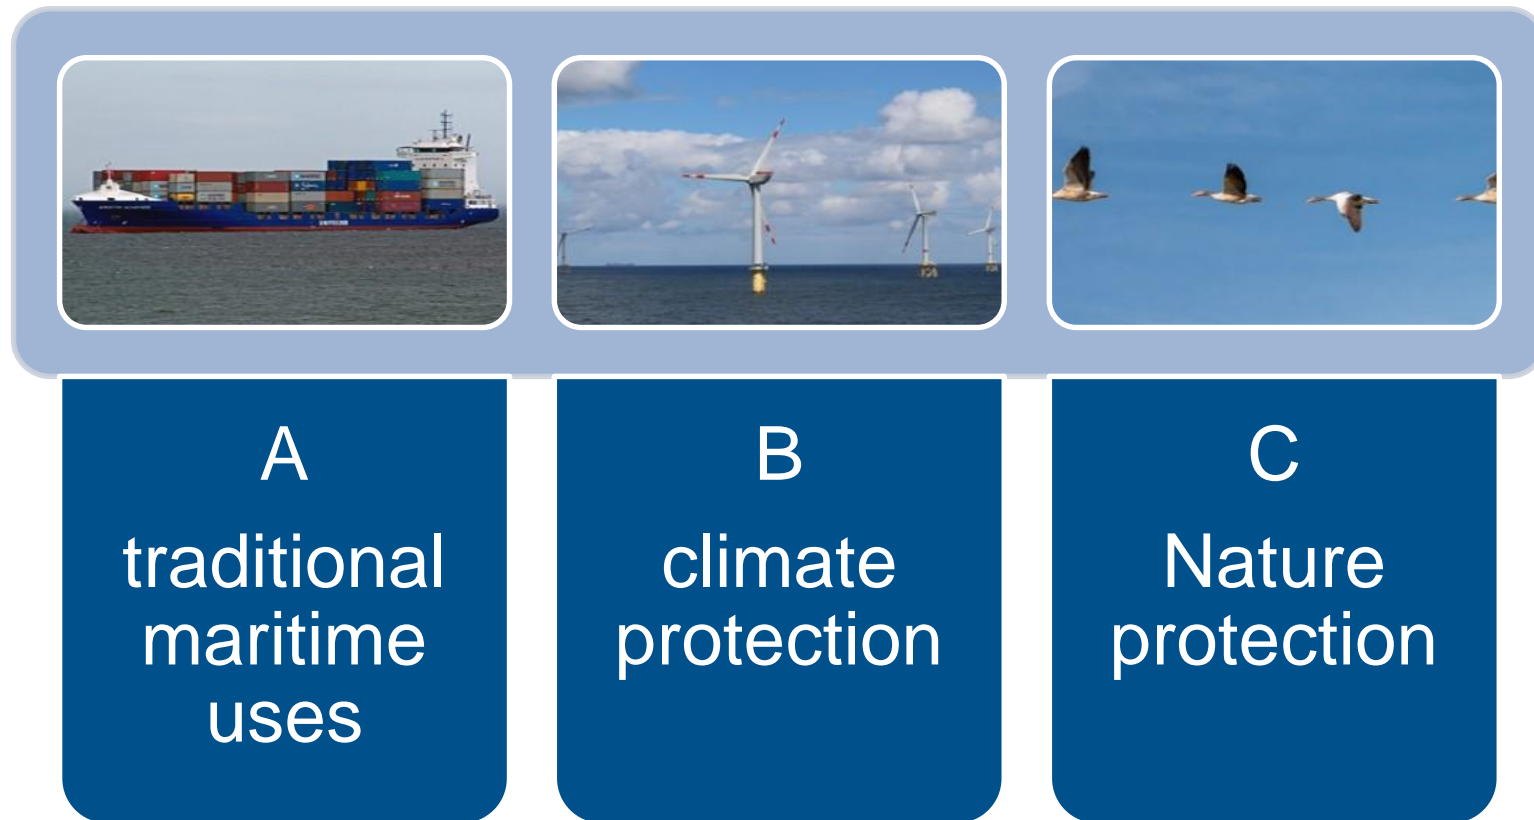 A
traditional
maritime
uses
B
climate
protection
C
Nature
protection